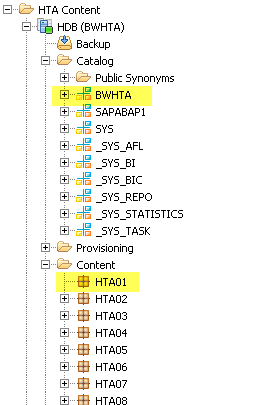 HTA Content
HDB (BWHTA)
Backup
Catalog
Public Synonyms
BWHTA
SAPABAP1
SYS
_SYS_AFL
_SYS_BI
_SYS_BIC
_SYS_REPO
_SYS_STATISTICS
_SYS_TASK
Provisioning
Content
HTA01
HTA02
HTA03
HTA04
HTA05
HTA06
HTA07
HTA08